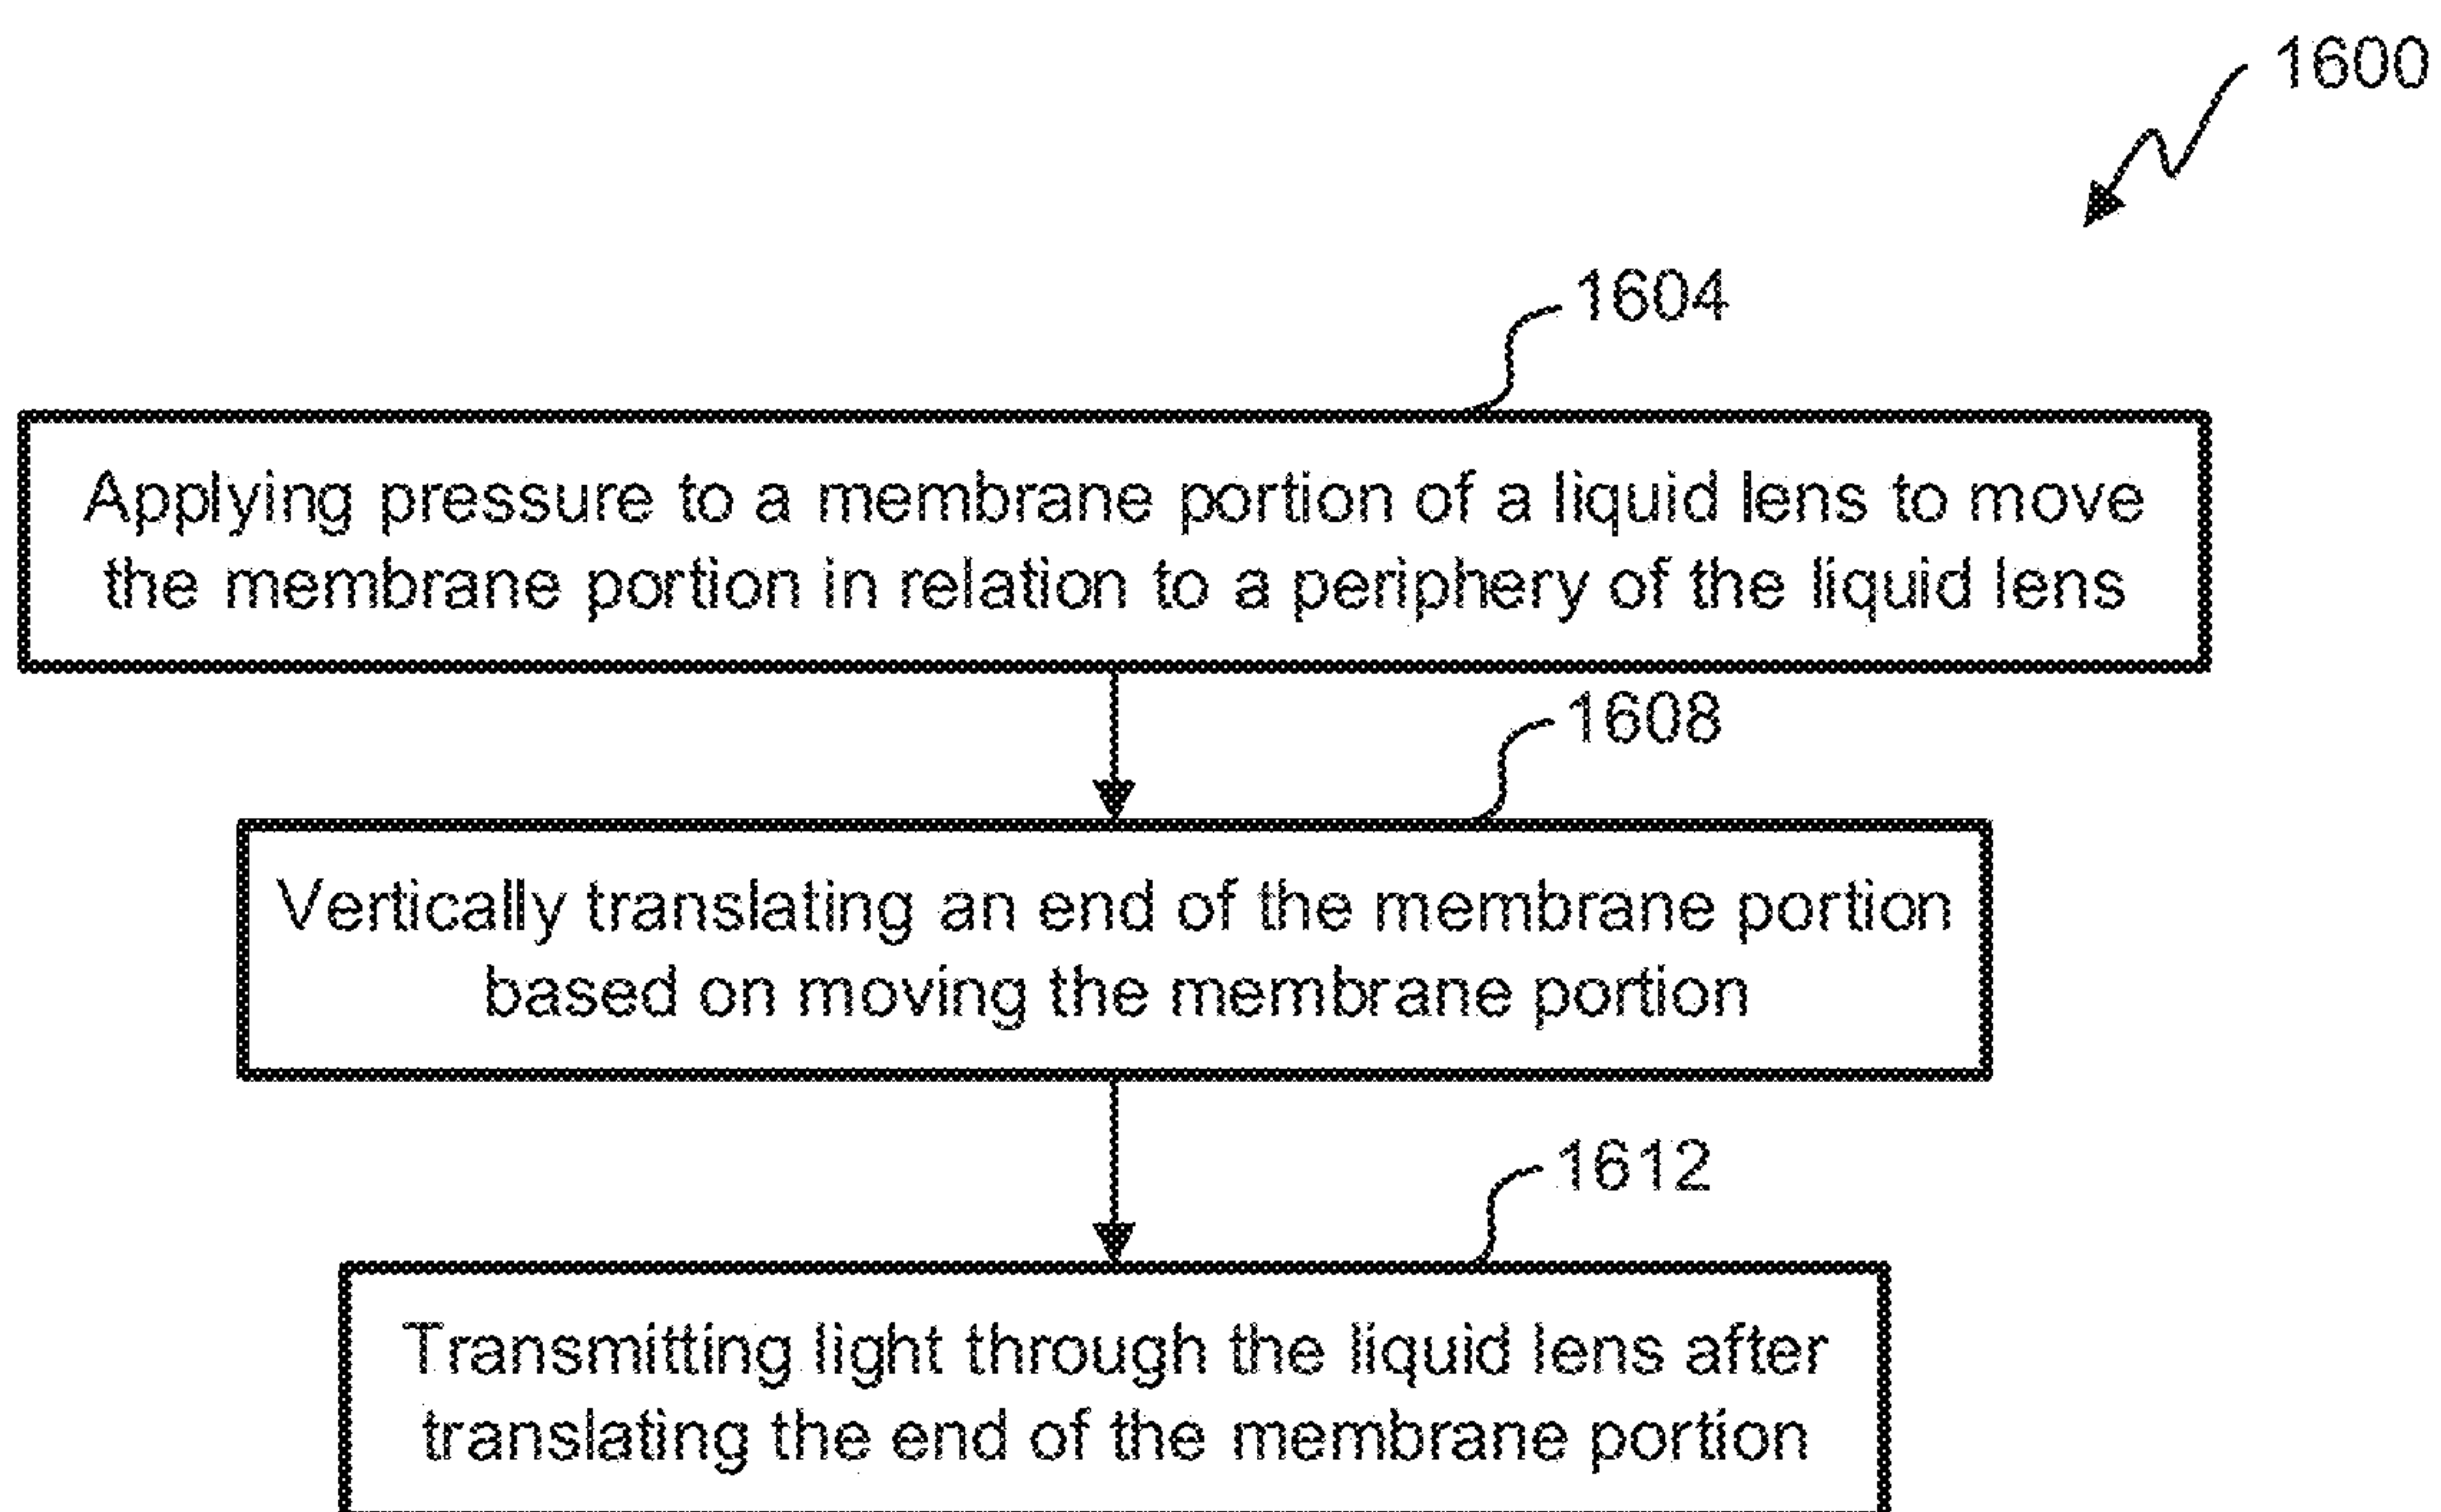 1600
1604
Applying pressure to a membrane portion of a liquid lens to move
the membrane portion in relation to a periphery of the liquid lens
1608
Vertically translating an end of the membrane portion
based on moving the membrane portion
1612
Transmitting light through the liquid lens after
translating the end of the membrane portion